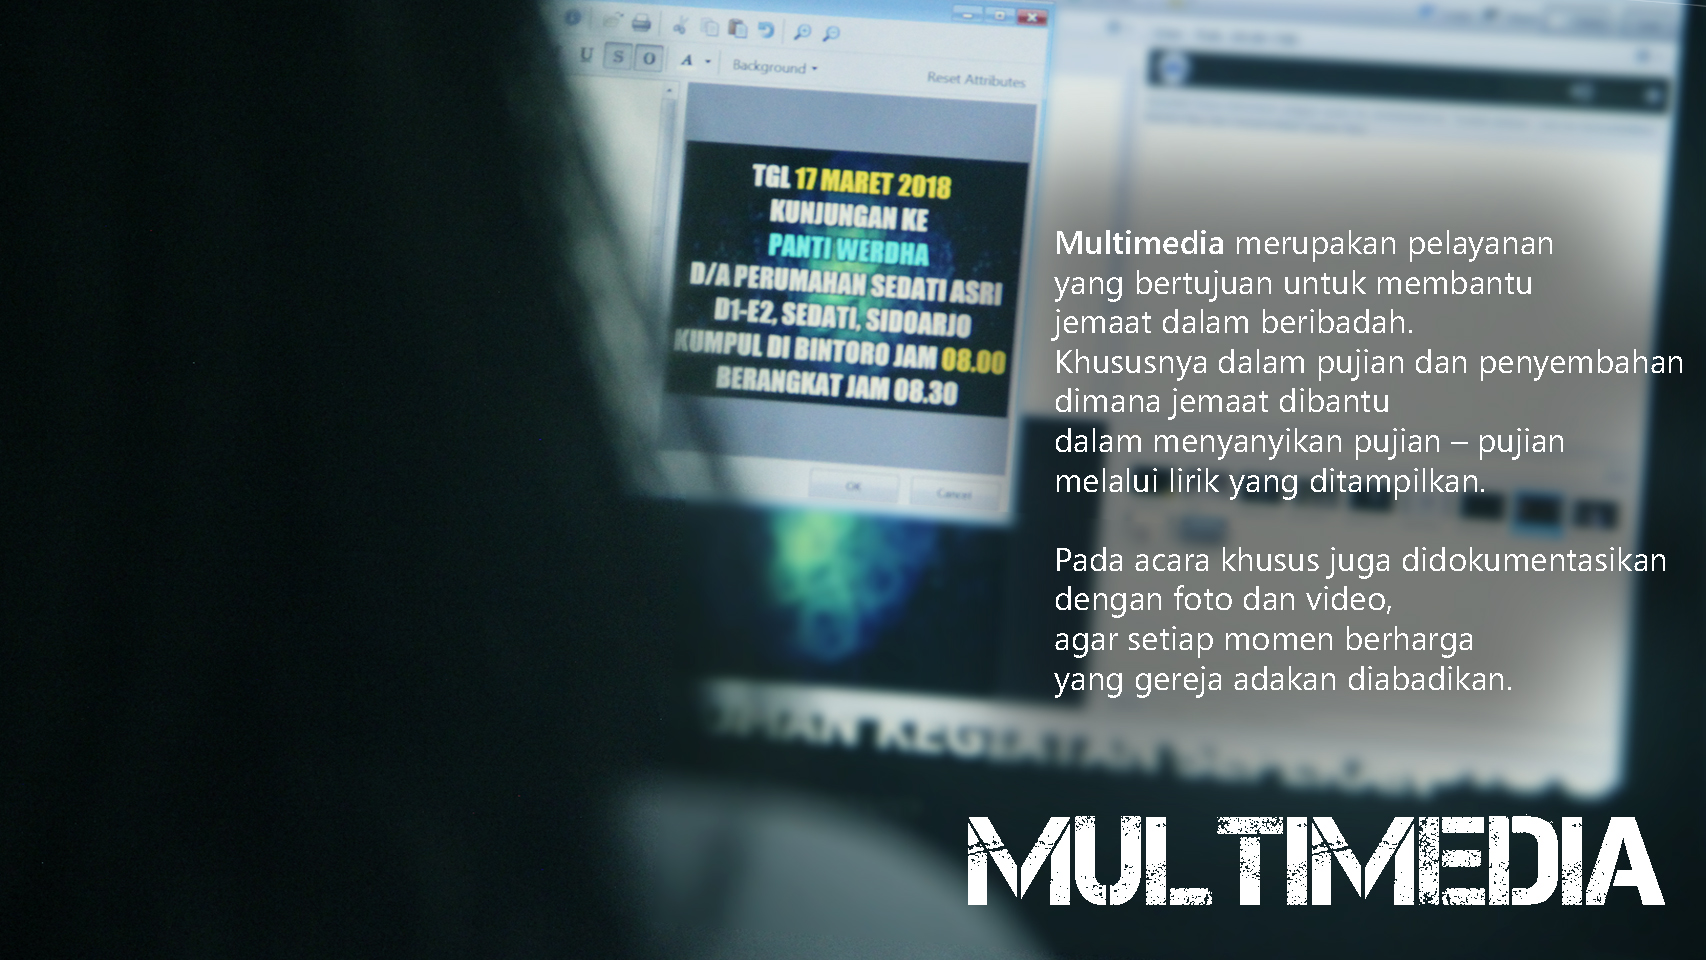 U S O A Background
Reset Attributes
TGL 17 MARET 2018
KUNJUNGAN KE
PANTI WERDHA
D/A PERUMAHAN SEDATI ASRI
D1-E2, SEDATI, SIDOARJO
KUMPUL DI BINTORO JAM 08.00
BERANGKAT JAM 08.30
OK Cancel
Multimedia merupakan pelayanan
yang bertujuan untuk membantu
jemaat dalam beribadah.
Khususnya dalam pujian dan penyembahan
dimana jemaat dibantu
dalam menyanyikan pujian – pujian
melalui lirik yang ditampilkan.
Pada acara khusus juga didokumentasikan
dengan foto dan video,
agar setiap momen berharga
yang gereja adakan diabadikan.
KEGIATAN
MULTIMEDIA